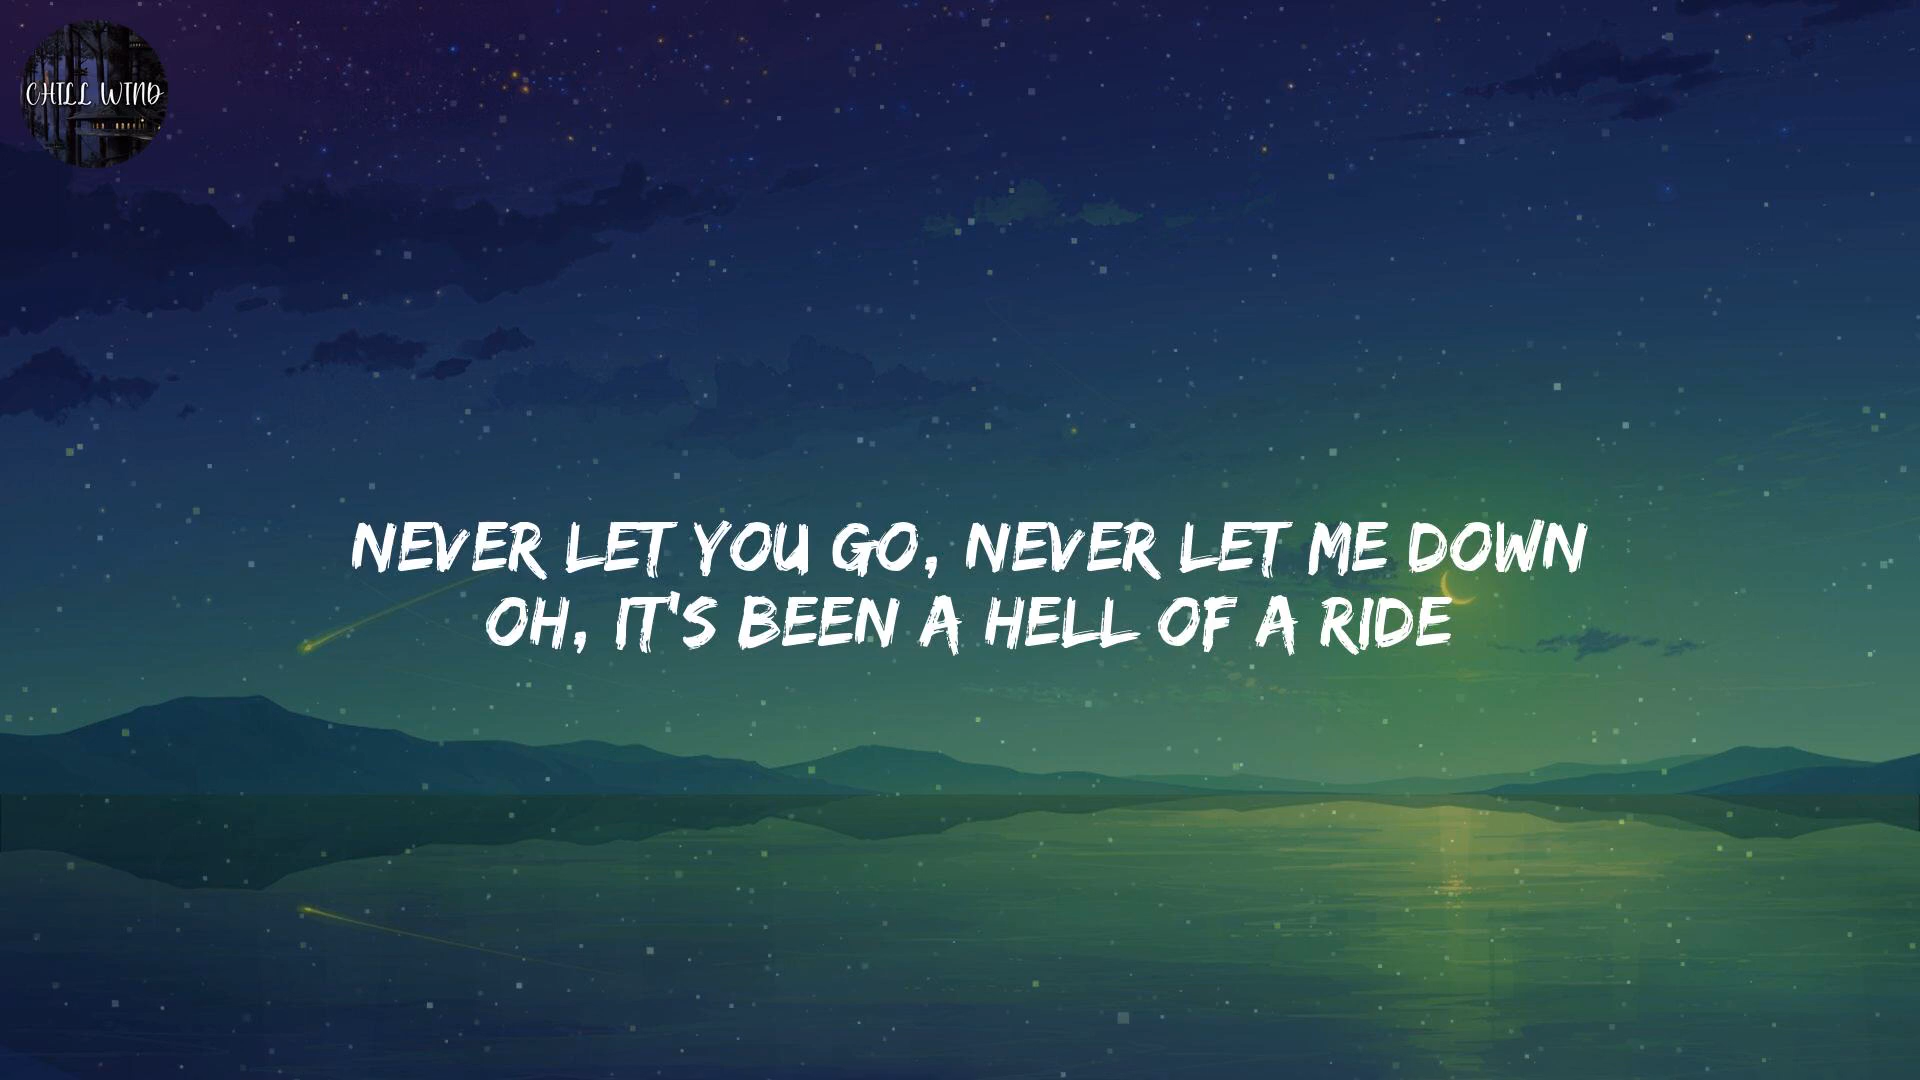 CHILL WIND
NEVER LET YOU GO, NEVER LET ME DOWN
OH, IT'S BEEN A HELL OF A RIDE